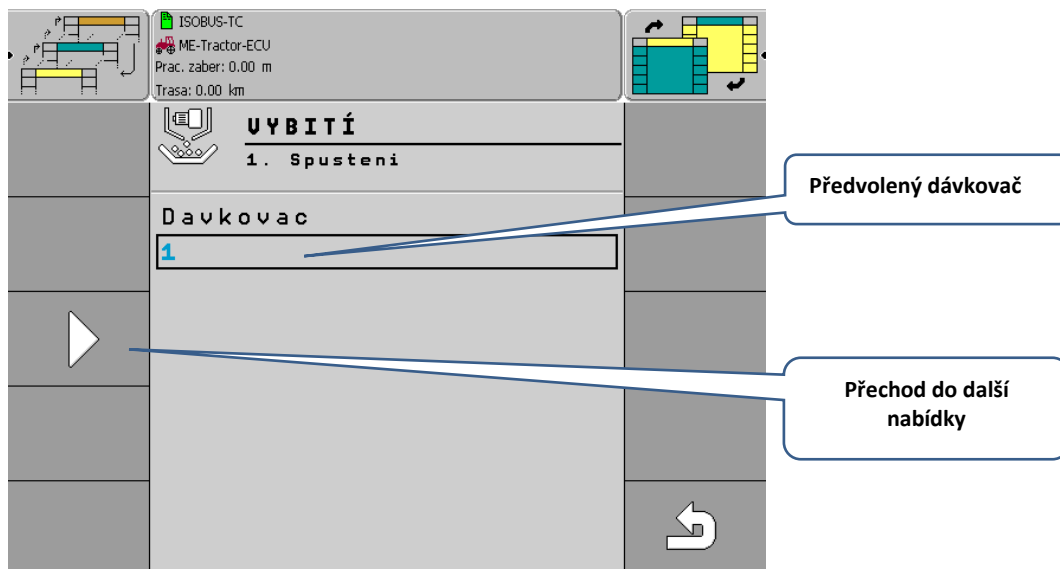 ISOBUS-TC
ME-Tractor-ECU
Prac. zaber: 0.00 m
Trasa: 0.00 km
VYBITÍ
1. Spusteni
Davkovac
1
Předvolený dávkovač
Přechod do další
nabídky